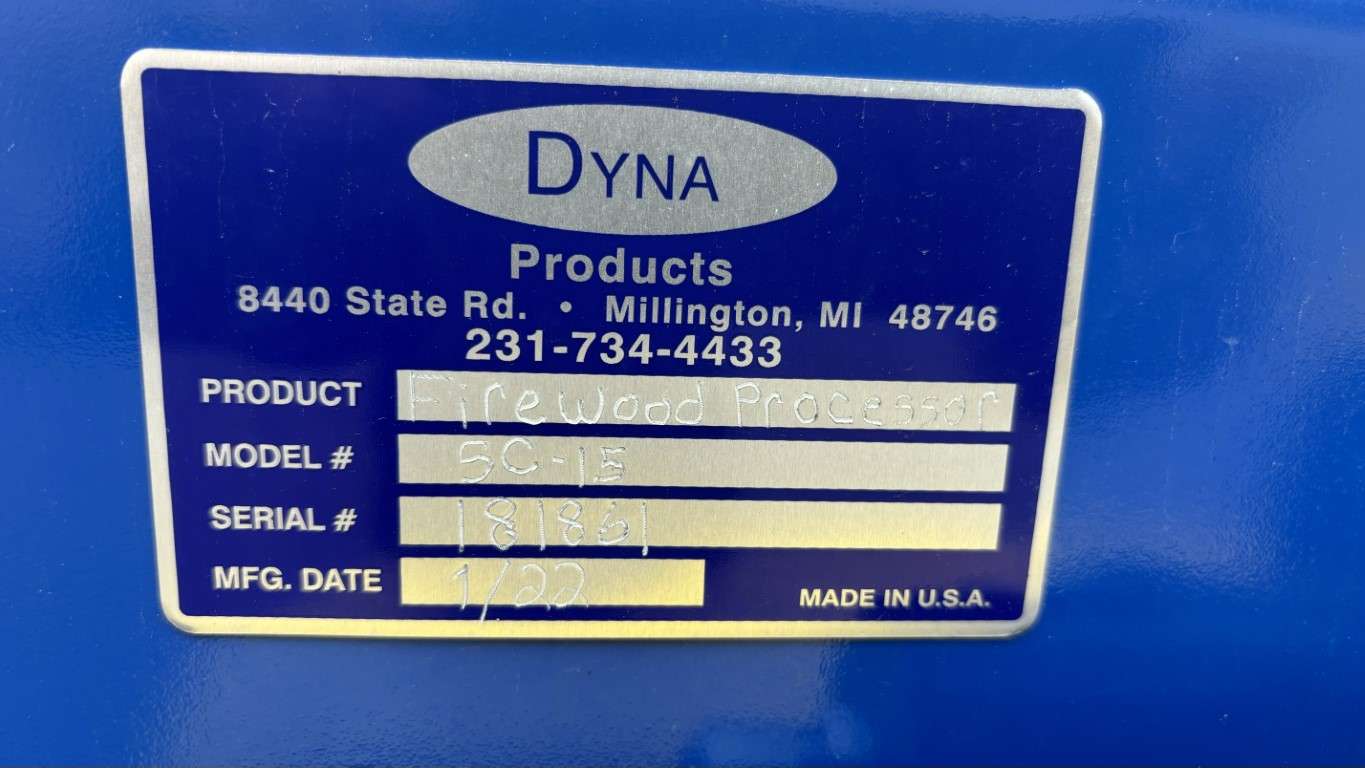 DYNA
Products
8440 State Rd. • Millington, MI 48746
231-734-4433
PRODUCT Firewood Processor
MODEL # SC-15
SERIAL # 181861
MFG. DATE 1/22
MADE IN U.S.A.